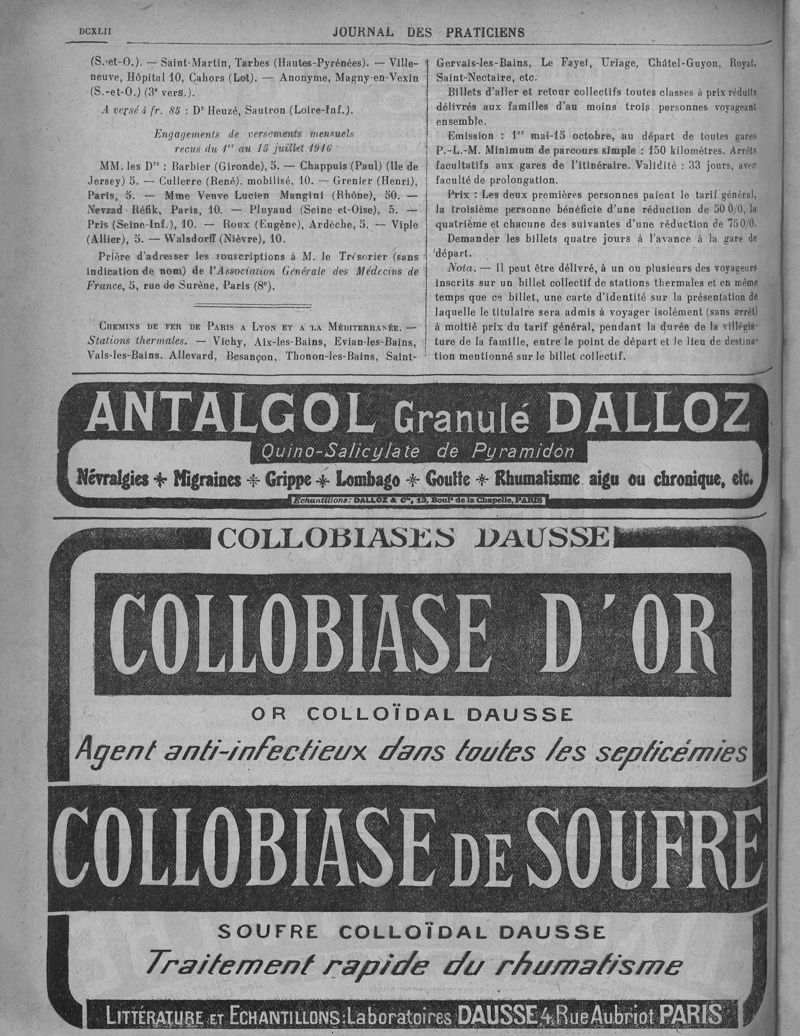 DCXLII
JOURNAL DES PRATICIENS
(S.-et-O.). — Saint-Martin, Tarbes (Hautes-Pyrénées). — Ville-
neuve, Hôpital 10, Cahors (Lot). — Anonyme, Magny-en-Vexin
(S.-et-O.) (3e vers.).
A versé 4 fr. 85 : Dr Heuzé, Sautron (Loire-Inf.).
Engagements de versements mensuels
reçus du 1er au 15 juillet 1916
MM. les Drs : Barbier (Gironde), 5. — Chappuis (Paul) (Ile de
Jersey) 5. — Cullerre (René), mobilisé, 10. — Grenier (Henri),
Paris, 5. — Mme Veuve Lucien Mangini (Rhône), 50. —
Nevzad Réfik, Paris, 10. — Pluyaud (Seine et-Oise), 5. —
Pris (Seine-Inf.), 10. — Roux (Eugène), Ardèche, 5. — Viple
(Allier), 5. — Walsdorff (Nièvre), 10.
Prière d'adresser les souscriptions à M. le Trésorier (sans
indication de nom) de l'Association Générale des Médecins de
France, 5, rue de Surène, Paris (8e).
CHEMINS DE FER DE PARIS A LYON ET A LA MÉDITERRANÉE. —
Stations thermales. — Vichy, Aix-les-Bains, Evian-les-Bains,
Vals-les-Bains. Allevard, Besançon, Thonon-les-Bains, Saint-
Gervais-les-Bains, Le Fayet, Uriage, Châtel-Guyon, Royat,
Saint-Nectaire, etc.
Billets d'aller et retour collectifs toutes classes à prix réduits
délivrés aux familles d'au moins trois personnes voyageant
ensemble.
Emission : 1er mai-15 octobre, au départ de toutes gares
P.-L.-M. Minimum de parcours simple : 150 kilomètres. Arrêts
facultatifs aux gares de l'itinéraire. Validité : 33 jours, avec
faculté de prolongation.
Prix : Les deux premières personnes paient le tarif général,
la troisième personne bénéficie d'une réduction de 50 0/0, la
quatrième et chacune des suivantes d'une réduction de 75 0/0.
Demander les billets quatre jours à l'avance à la gare de
départ.
Nota. — Il peut être délivré, à un ou plusieurs des voyageurs
inscrits sur un billet collectif de stations thermales et en même
temps que ce billet, une carte d'identité sur la présentation de
laquelle le titulaire sera admis à voyager isolément (sans arrêt)
à moitié prix du tarif général, pendant la durée de la villégia-
ture de la famille, entre le point de départ et le lieu de destina-
tion mentionné sur le billet collectif.
ANTALGOL Granulé DALLOZ
Quino-Salicylate de Pyramidon
Névralgies ✢ Migraines ✢ Grippe ✢ Lombago ✢ Goutte ✢ Rhumatisme aigu ou chronique, etc.
Échantillons: DALLOZ & Cie, 13, Bould de la Chapelle, PARIS
COLLOBIASES DAUSSE
COLLOBIASE D'OR
OR COLLOÏDAL DAUSSE
Agent anti-infectieux dans toutes les septicémies
COLLOBIASE DE SOUFRE
SOUFRE COLLOÏDAL DAUSSE
Traitement rapide du rhumatisme
LITTÉRATURE ET ECHANTILLONS: Laboratoires DAUSSE, 4, Rue Aubriot PARIS